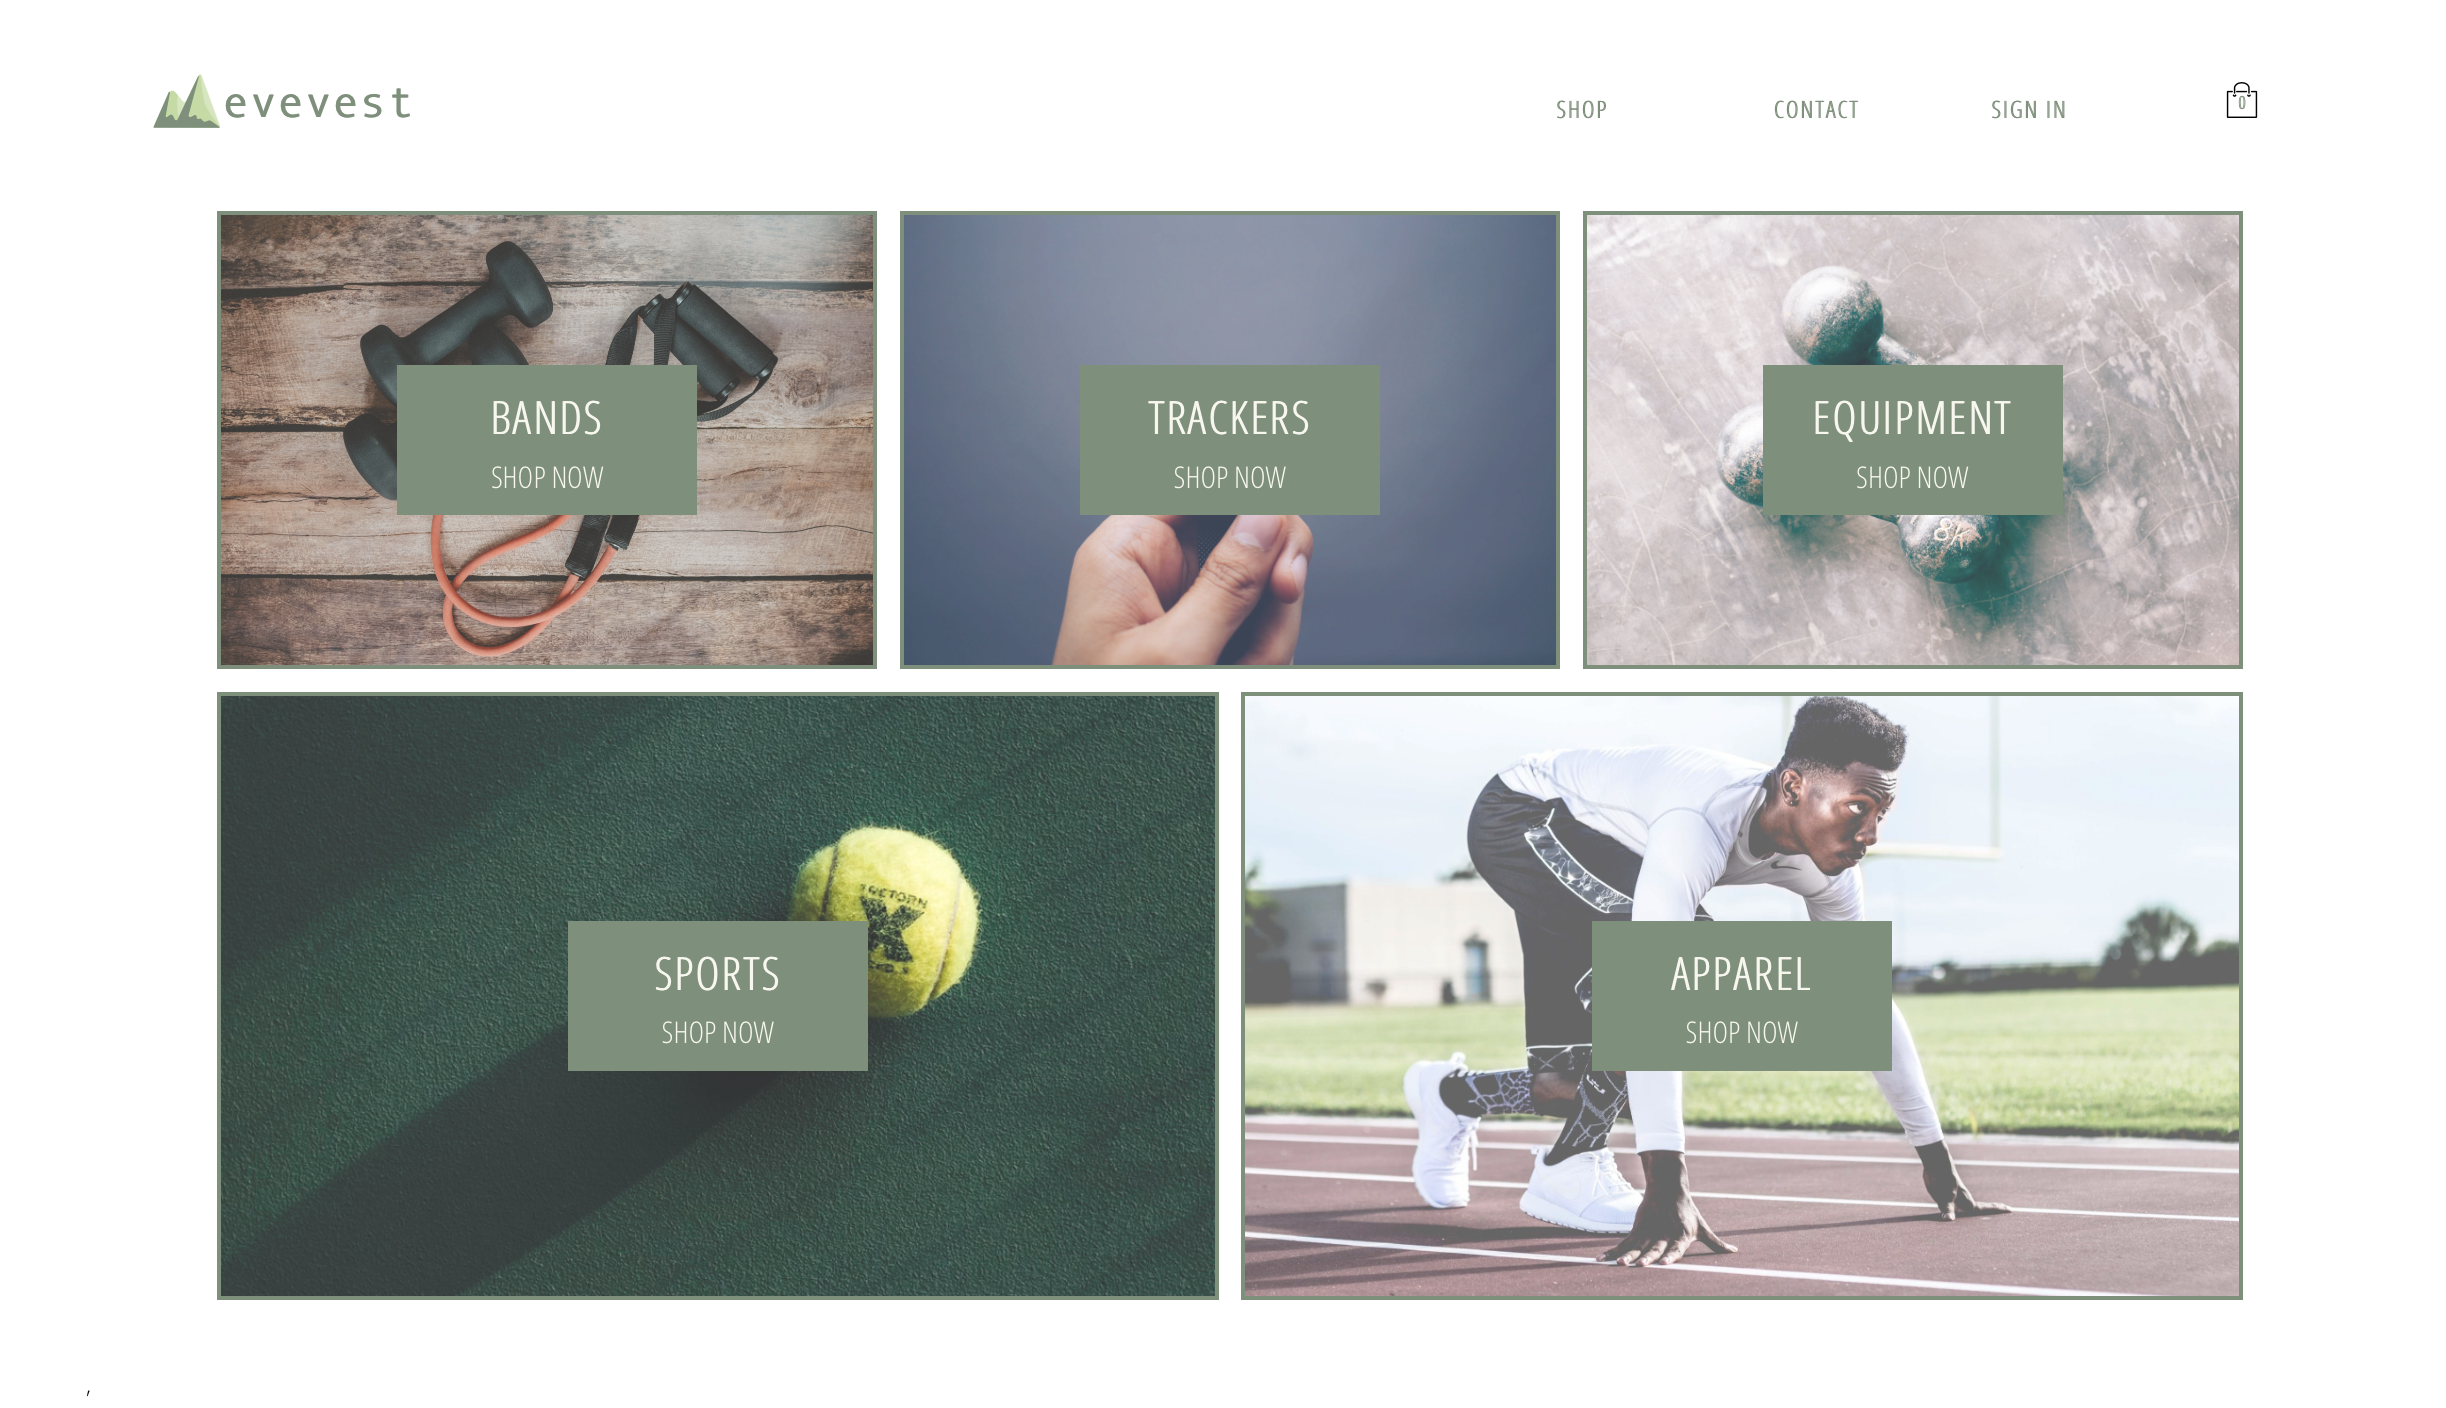 evevest
SHOP
CONTACT
SIGN IN
0
BANDS
SHOP NOW
TRACKERS
SHOP NOW
EQUIPMENT
SHOP NOW
8k
SPORTS
SHOP NOW
APPAREL
SHOP NOW
,